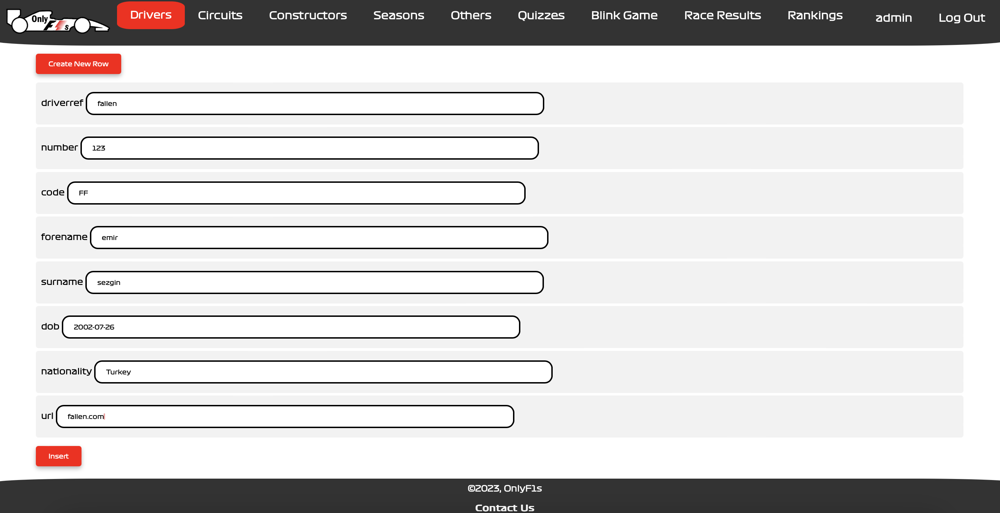 Only F1s Drivers Circuits Constructors Seasons Others Quizzes Blink Game Race Results Rankings admin Log Out
Create New Row
driverref fallen
number 123
code FF
forename emir
surname sezgin
dob 2002-07-26
nationality Turkey
url fallen.com
Insert
©2023, OnlyF1s
Contact Us